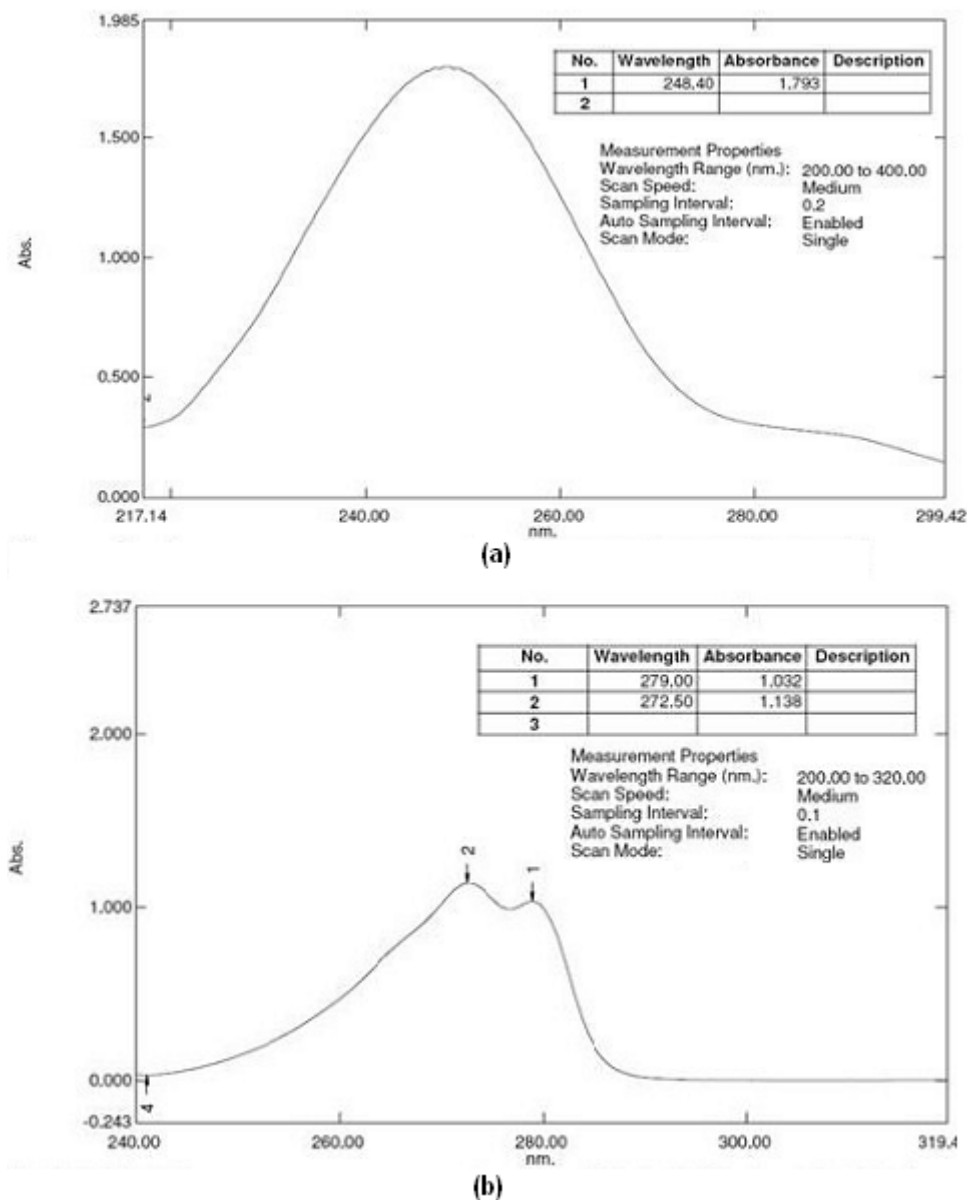 1.985
1.500
1.000
0.500
0.000
Abs.
No. Wavelength Absorbance Description
1 248.40 1.793
2
Measurement Properties
Wavelength Range (nm.): 200.00 to 400.00
Scan Speed: Medium
Sampling Interval: 0.2
Auto Sampling Interval: Enabled
Scan Mode: Single
217.14 240.00 260.00 280.00 299.42
nm.
(a)
2.737
2.000
1.000
0.000
-0.243
Abs.
No. Wavelength Absorbance Description
1 279.00 1.032
2 272.50 1.138
3
Measurement Properties
Wavelength Range (nm.): 200.00 to 320.00
Scan Speed: Medium
Sampling Interval: 0.1
Auto Sampling Interval: Enabled
Scan Mode: Single
2
1
4
240.00 260.00 280.00 300.00 319.4
nm.
(b)